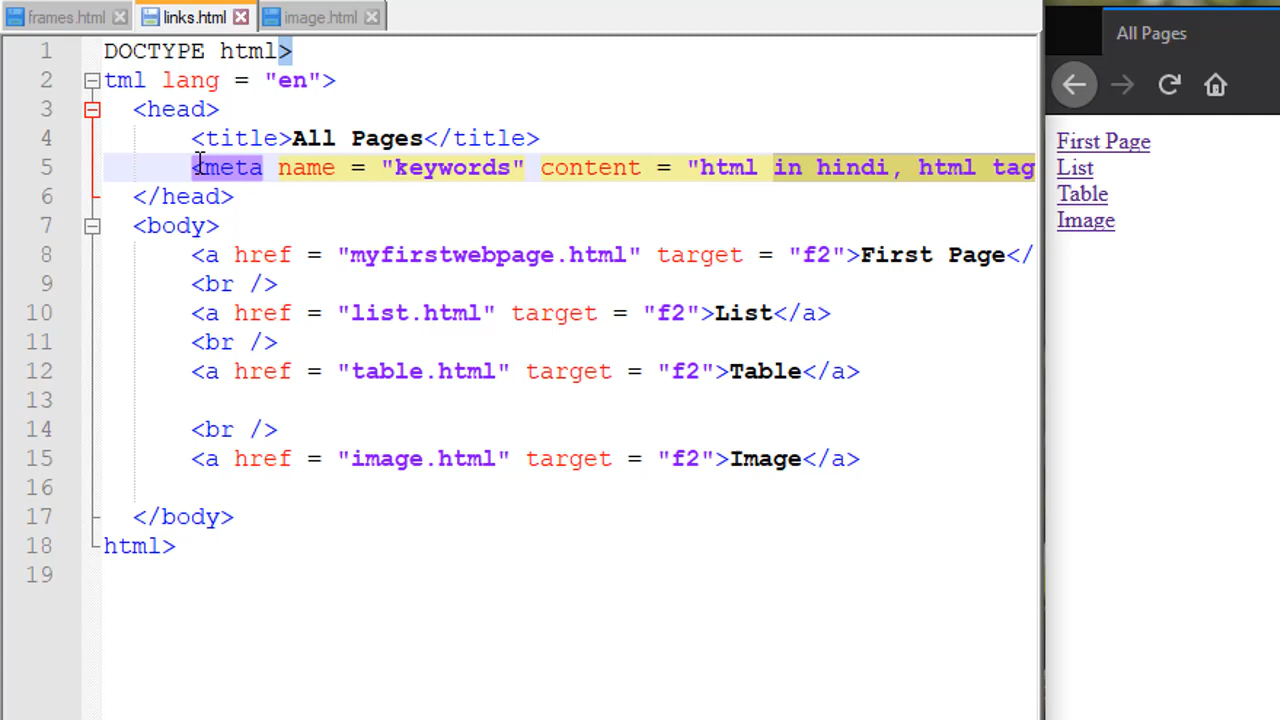 frames.html links.html image.html
All Pages
1 DOCTYPE html>
2 tml lang = "en">
3 <head>
4 <title>All Pages</title>
5 <meta name = "keywords" content = "html in hindi, html tag
6 </head>
7 <body>
8 <a href = "myfirstwebpage.html" target = "f2">First Page</
9 <br />
10 <a href = "list.html" target = "f2">List</a>
11 <br />
12 <a href = "table.html" target = "f2">Table</a>
13
14 <br />
15 <a href = "image.html" target = "f2">Image</a>
16
17 </body>
18 html>
19
First Page
List
Table
Image